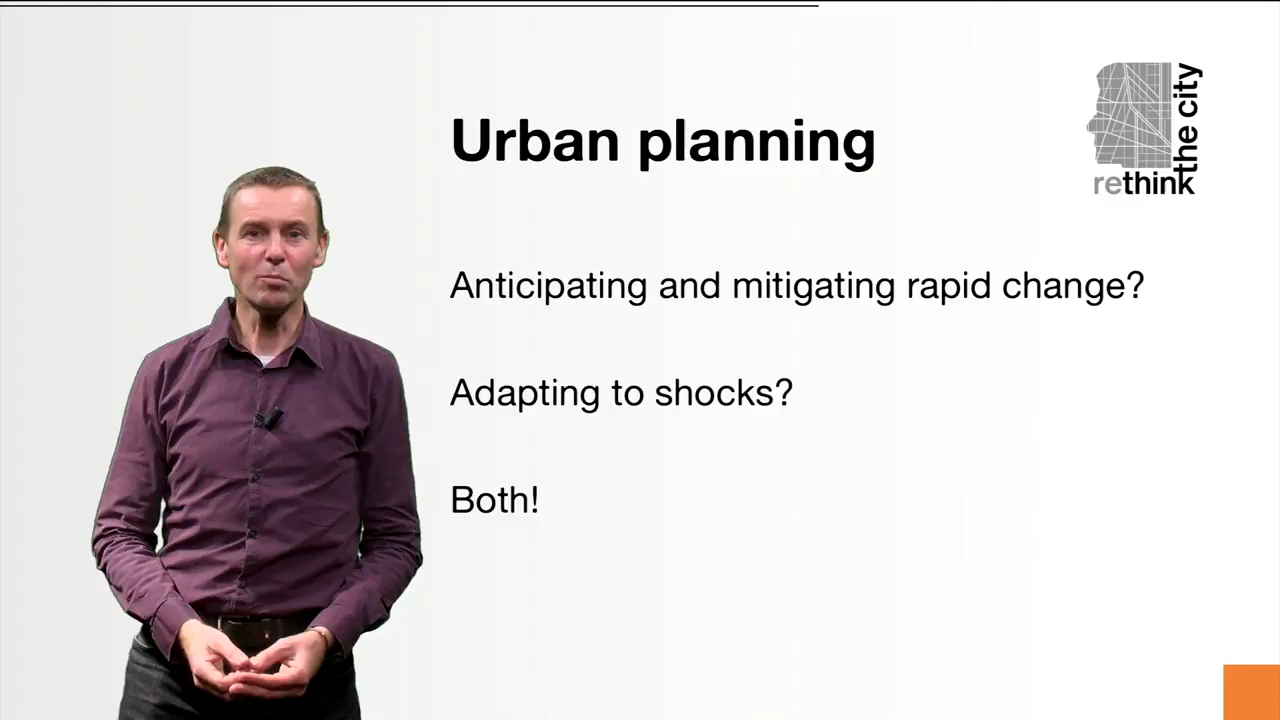 Urban planning
the city
rethink
Anticipating and mitigating rapid change?
Adapting to shocks?
Both!